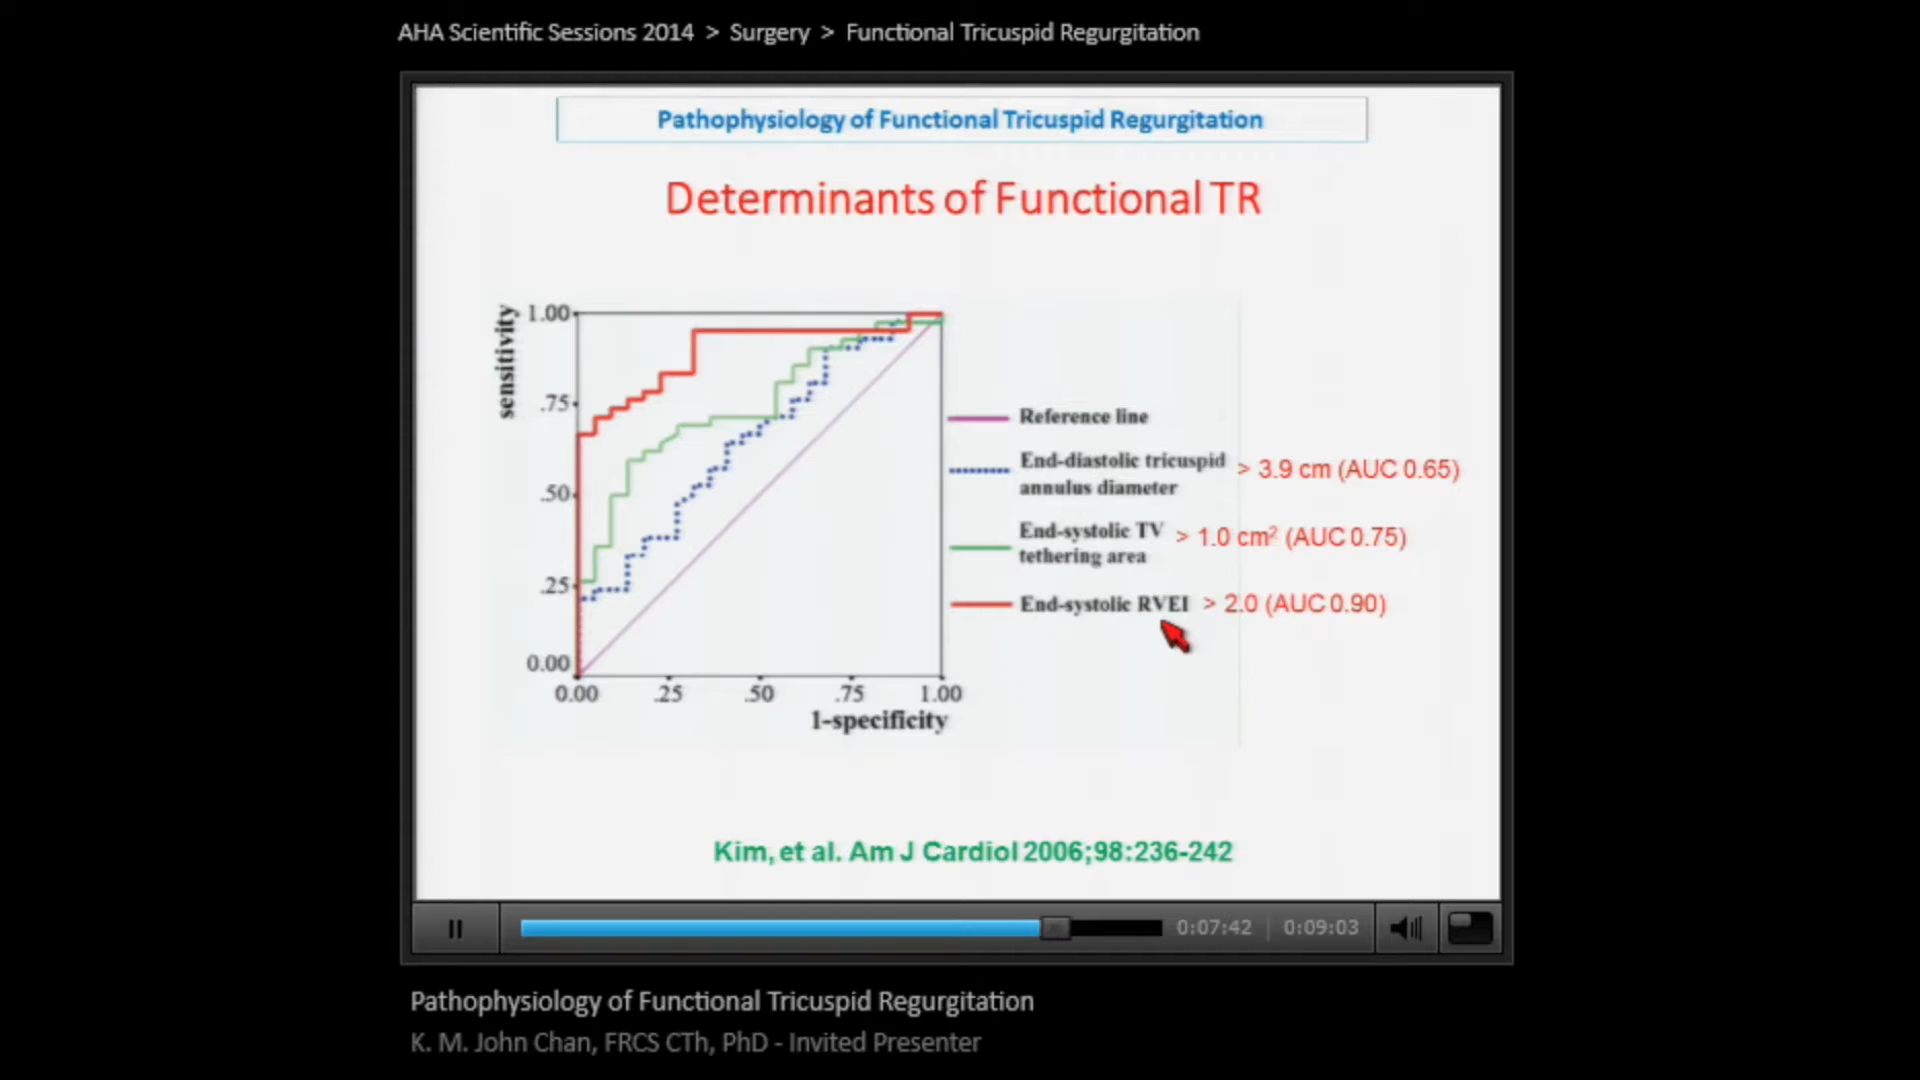 AHA Scientific Sessions 2014 > Surgery > Functional Tricuspid Regurgitation
Pathophysiology of Functional Tricuspid Regurgitation
Determinants of Functional TR
sensitivity
1.00
.75
.50
.25
0.00
0.00 .25 .50 .75 1.00
1-specificity
Reference line
End-diastolic tricuspid
annulus diameter
> 3.9 cm (AUC 0.65)
End-systolic TV
tethering area
> 1.0 cm² (AUC 0.75)
End-systolic RVEI > 2.0 (AUC 0.90)
Kim, et al. Am J Cardiol 2006;98:236-242
0:07:42 | 0:09:03
Pathophysiology of Functional Tricuspid Regurgitation
K. M. John Chan, FRCS CTh, PhD - Invited Presenter